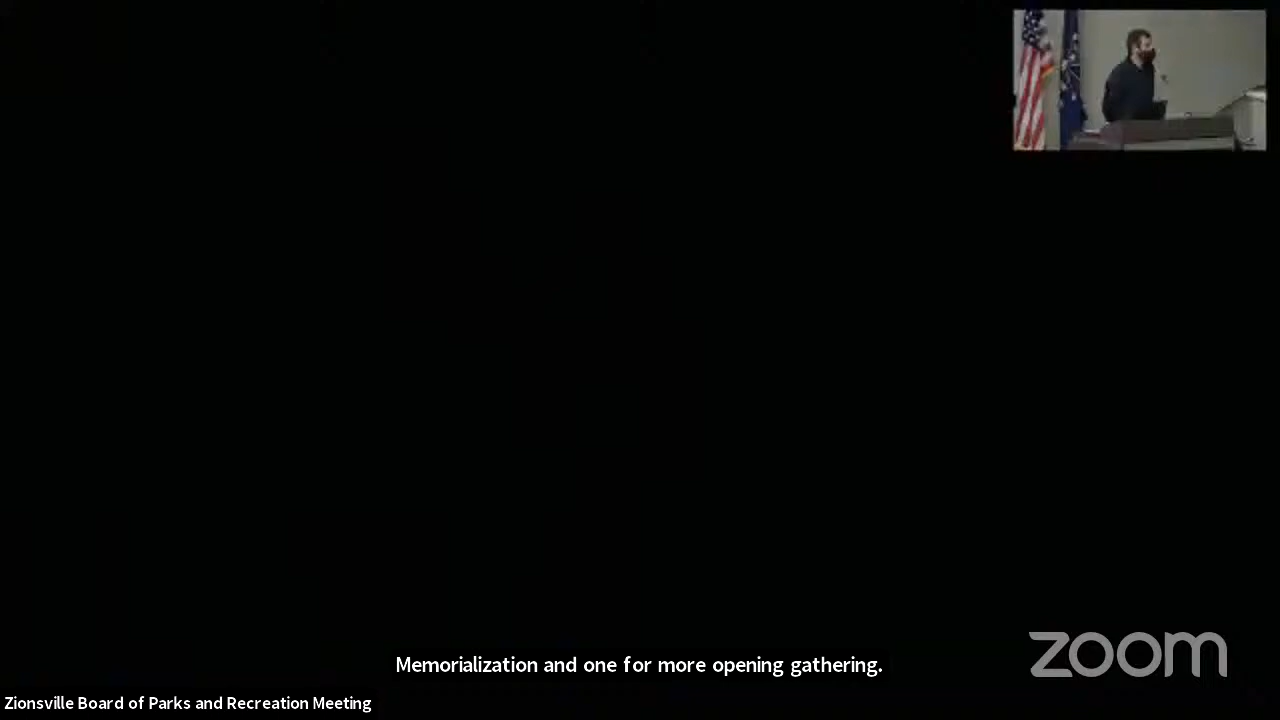 Memorialization and one for more opening gathering.
zoom
Zionsville Board of Parks and Recreation Meeting